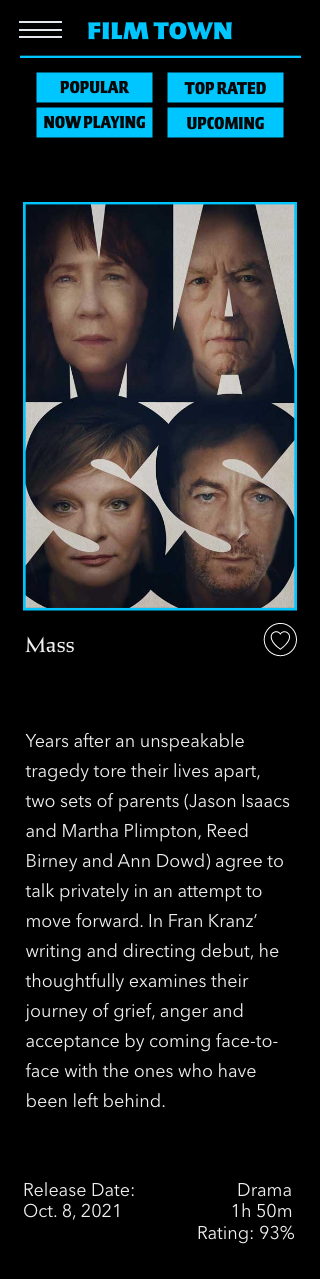 FILM TOWN
POPULAR
TOP RATED
NOW PLAYING
UPCOMING
M A
S S
Mass
Years after an unspeakable
tragedy tore their lives apart,
two sets of parents (Jason Isaacs
and Martha Plimpton, Reed
Birney and Ann Dowd) agree to
talk privately in an attempt to
move forward. In Fran Kranz’
writing and directing debut, he
thoughtfully examines their
journey of grief, anger and
acceptance by coming face-to-
face with the ones who have
been left behind.
Release Date:
Oct. 8, 2021
Drama
1h 50m
Rating: 93%